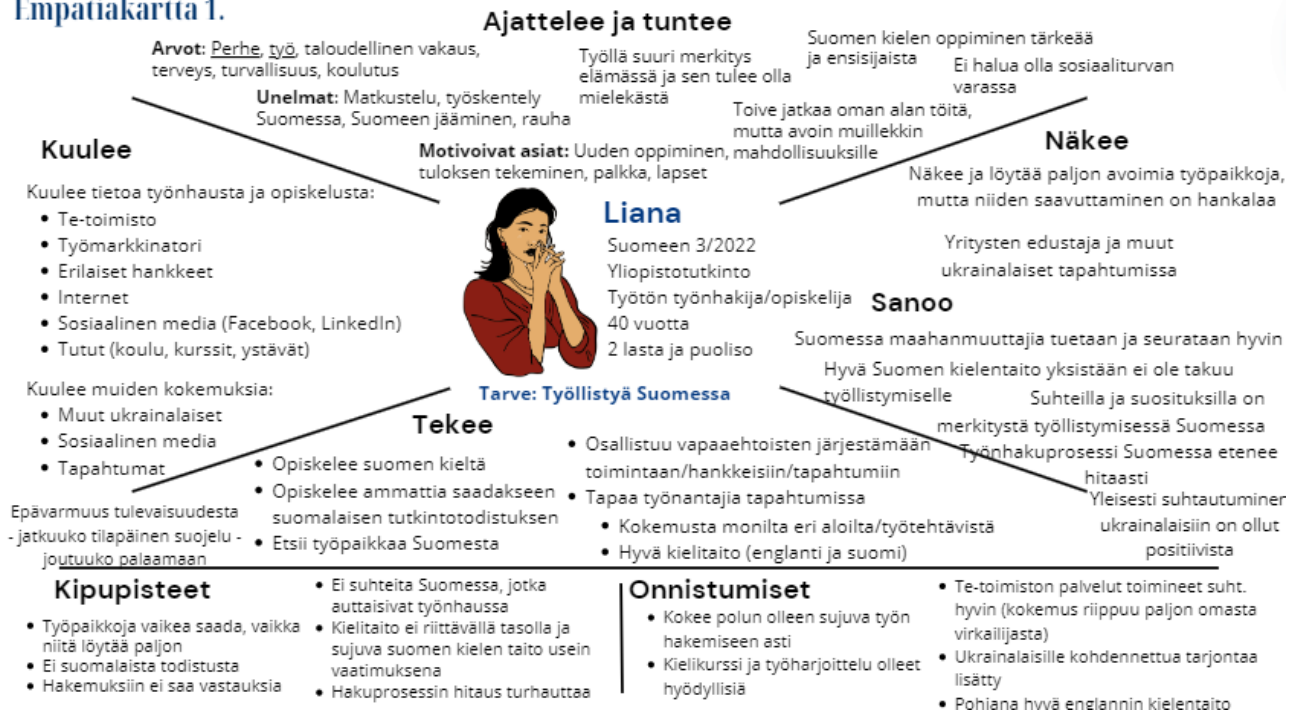 Empatiakartta 1.
Ajattelee ja tuntee
Arvot: Perhe, työ, taloudellinen vakaus,
terveys, turvallisuus, koulutus
Unelmat: Matkustelu, työskentely
Suomessa, Suomeen jääminen, rauha
Työllä suuri merkitys
elämässä ja sen tulee olla
mielekästä
Suomen kielen oppiminen tärkeää
ja ensisijaista
Ei halua olla sosiaaliturvan
varassa
Toive jatkaa oman alan töitä,
mutta avoin muillekkin
mahdollisuuksille
Motivoivat asiat: Uuden oppiminen,
tuloksen tekeminen, palkka, lapset
Kuulee
Kuulee tietoa työnhausta ja opiskelusta:
• Te-toimisto
• Työmarkkinatori
• Erilaiset hankkeet
• Internet
• Sosiaalinen media (Facebook, LinkedIn)
• Tutut (koulu, kurssit, ystävät)
Kuulee muiden kokemuksia:
• Muut ukrainalaiset
• Sosiaalinen media
• Tapahtumat
Liana
Suomeen 3/2022
Yliopistotutkinto
Työtön työnhakija/opiskelija
40 vuotta
2 lasta ja puoliso
Tarve: Työllistyä Suomessa
Näkee
Näkee ja löytää paljon avoimia työpaikkoja,
mutta niiden saavuttaminen on hankalaa
Yritysten edustaja ja muut
ukrainalaiset tapahtumissa
Sanoo
Suomessa maahanmuuttajia tuetaan ja seurataan hyvin
Hyvä Suomen kielentaito yksistään ei ole takuu
työllistymiselle
Suhteilla ja suosituksilla on
merkitystä työllistymisessä Suomessa
Työnhakuprosessi Suomessa etenee
hitaasti
Yleisesti suhtautuminen
ukrainalaisiin on ollut
positiivista
Tekee
• Opiskelee suomen kieltä
• Opiskelee ammattia saadakseen
suomalaisen tutkintotodistuksen
• Etsii työpaikkaa Suomesta
• Osallistuu vapaaehtoisten järjestämään
toimintaan/hankkeisiin/tapahtumiin
• Tapaa työnantajia tapahtumissa
• Kokemusta monilta eri aloilta/työtehtävistä
• Hyvä kielitaito (englanti ja suomi)
Epävarmuus tulevaisuudesta
- jatkuuko tilapäinen suojelu -
joutuuko palaamaan
Kipupisteet
• Työpaikkoja vaikea saada, vaikka
niitä löytää paljon
• Ei suomalaista todistusta
• Hakemuksiin ei saa vastauksia
• Ei suhteita Suomessa, jotka
auttaisivat työnhaussa
• Kielitaito ei riittävällä tasolla ja
sujuva suomen kielen taito usein
vaatimuksena
• Hakuprosessin hitaus turhauttaa
Onnistumiset
• Kokee polun olleen sujuva työn
hakemiseen asti
• Kielikurssi ja työharjoittelu olleet
hyödyllisiä
• Te-toimiston palvelut toimineet suht.
hyvin (kokemus riippuu paljon omasta
virkailijasta)
• Ukrainalaisille kohdennettua tarjontaa
lisätty
• Pohjana hyvä englannin kielentaito